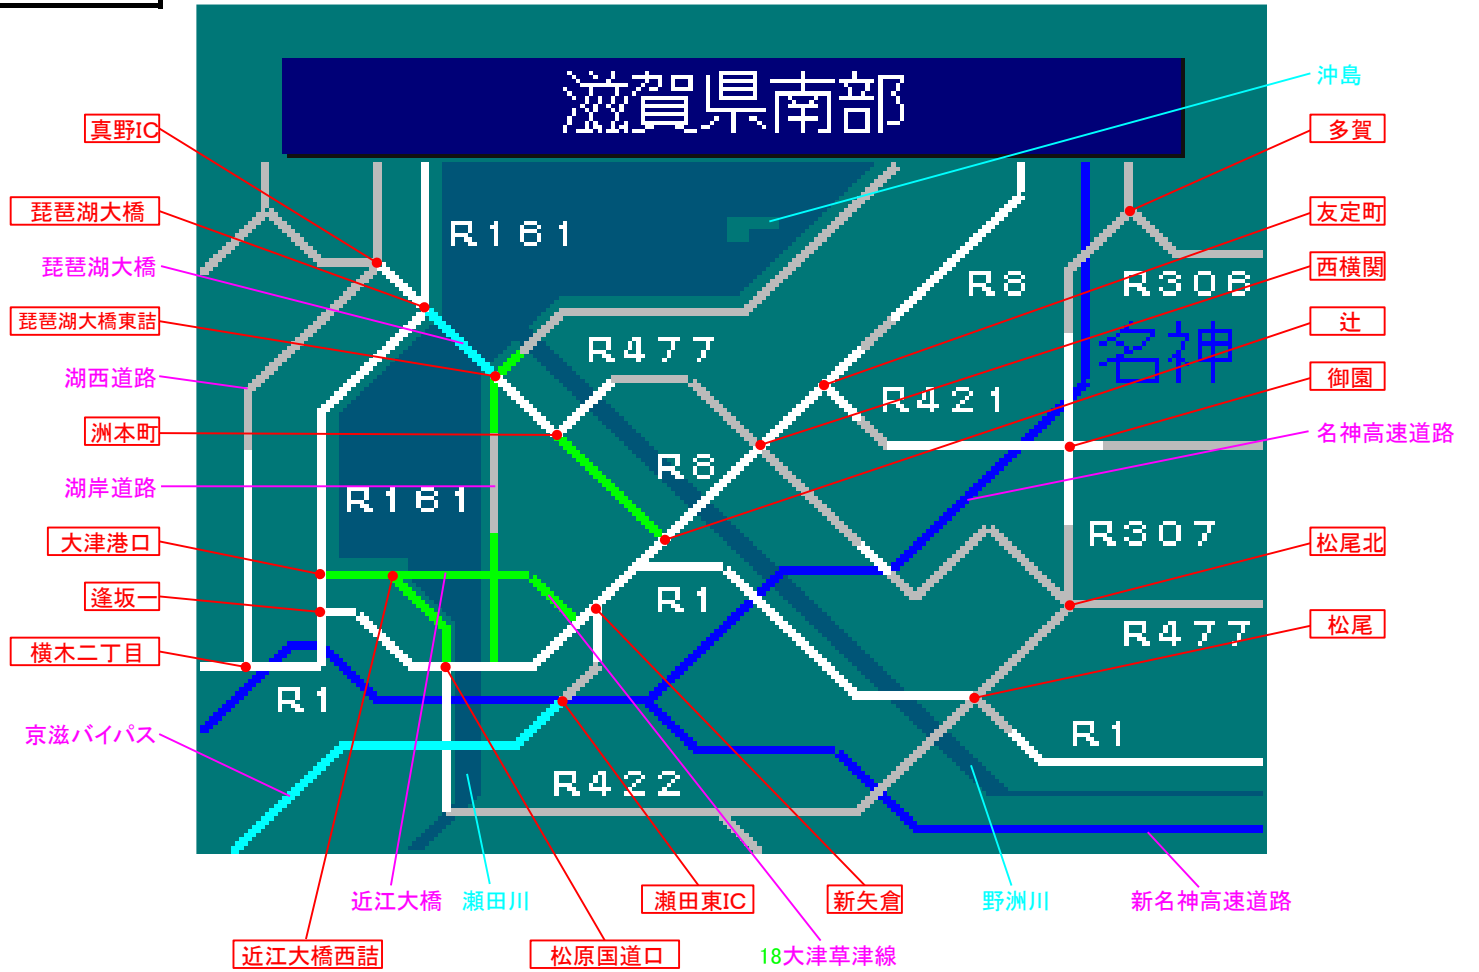 滋賀県南部
沖島
真野IC
多賀
琵琶湖大橋
友定町
R161
琵琶湖大橋
西横関
R8
R306
琵琶湖大橋東詰
辻
R477
名神
湖西道路
御園
R421
洲本町
名神高速道路
R8
湖岸道路
R161
大津港口
R307
松尾北
逢坂一
R1
松尾
R477
横木二丁目
R1
京滋バイパス
R1
R422
近江大橋
瀬田川
瀬田東IC
新矢倉
野洲川
新名神高速道路
近江大橋西詰
松原国道口
18大津草津線